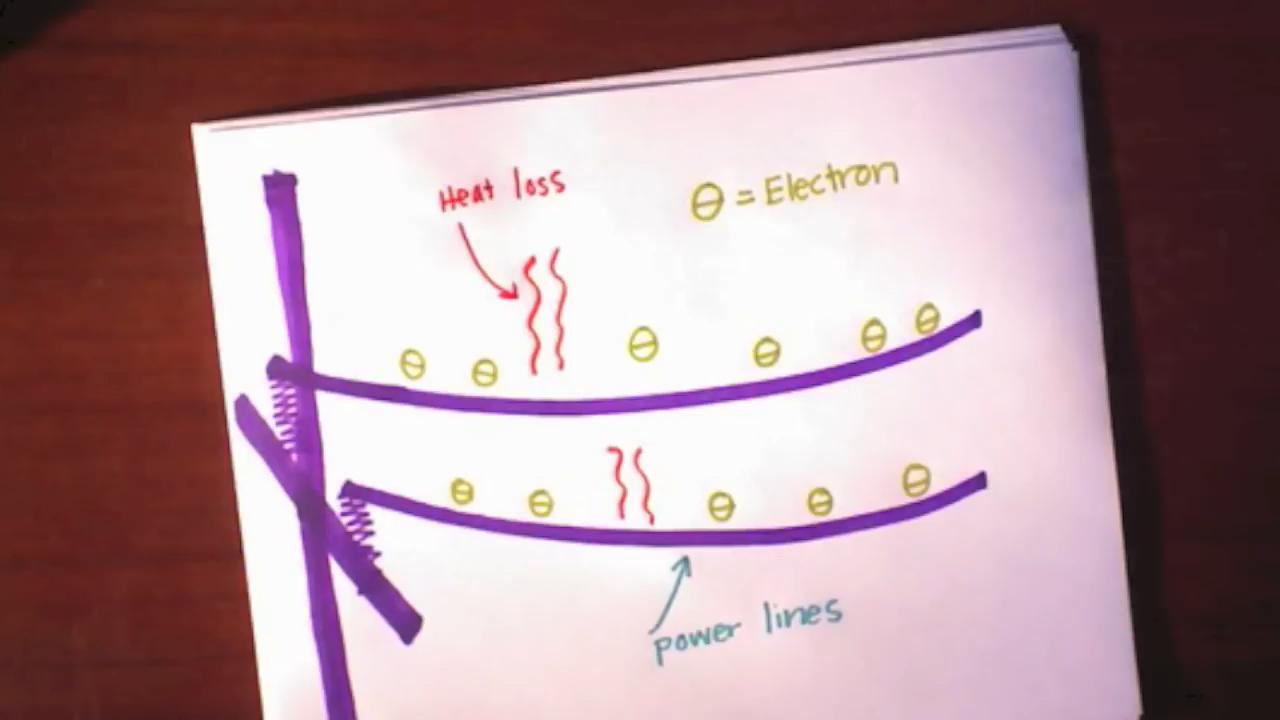 Heat loss
⊖ = Electron
power lines